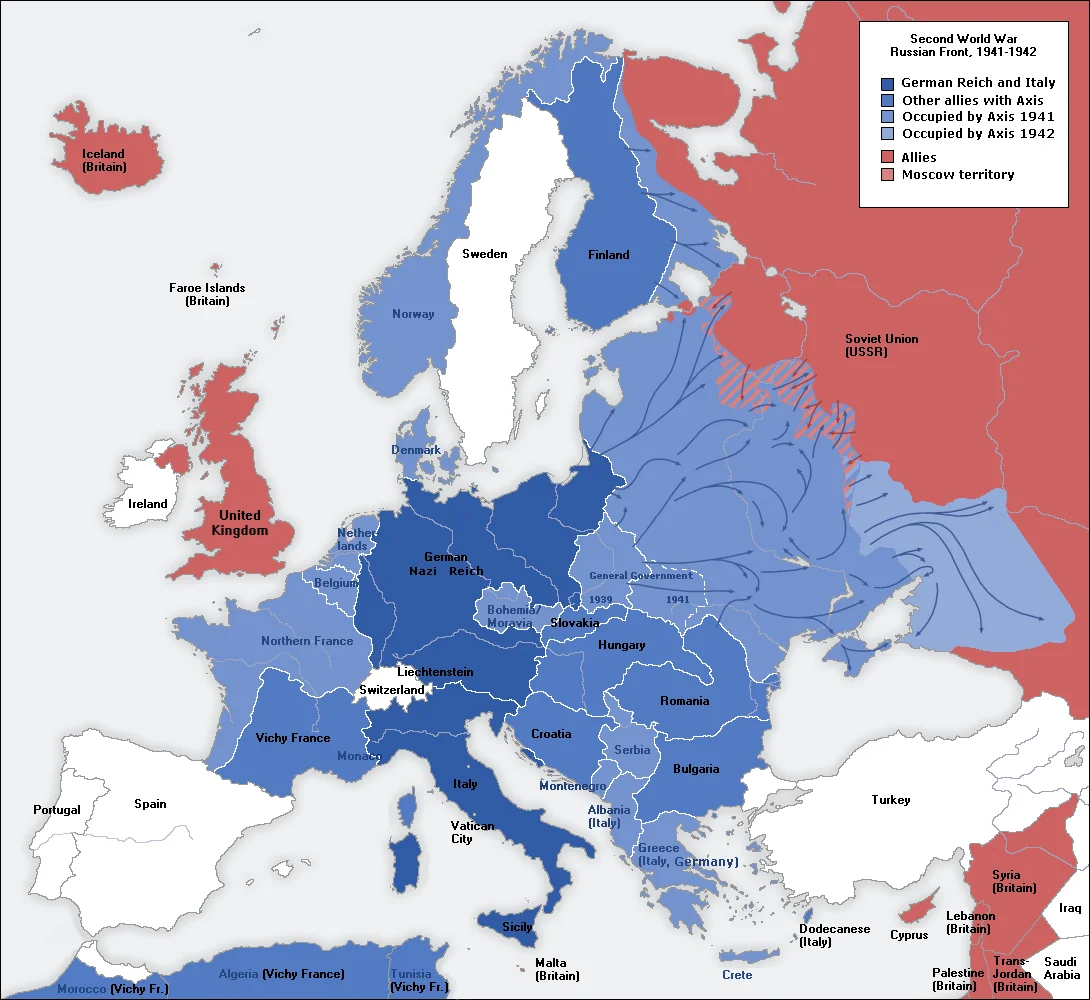 Second World War
Russian Front, 1941-1942
German Reich and Italy
Other allies with Axis
Occupied by Axis 1941
Occupied by Axis 1942
Allies
Moscow territory
Iceland
(Britain)
Sweden
Finland
Faroe Islands
(Britain)
Norway
Soviet Union
(USSR)
Denmark
Ireland
United
Kingdom
Nether
lands
German
Nazi Reich
Belgium
General Government
1939
1941
Bohemia/
Moravia
Slovakia
Northern France
Hungary
Liechtenstein
Switzerland
Romania
Vichy France
Croatia
Serbia
Monaco
Bulgaria
Italy
Montenegro
Portugal
Spain
Turkey
Albania
(Italy)
Vatican
City
Greece
(Italy, Germany)
Syria
(Britain)
Iraq
Sicily
Dodecanese
(Italy)
Cyprus
Lebanon
(Britain)
Malta
(Britain)
Crete
Algeria (Vichy France)
Tunisia
(Vichy Fr.)
Morocco (Vichy Fr.)
Palestine
(Britain)
Trans-
Jordan
(Britain)
Saudi
Arabia